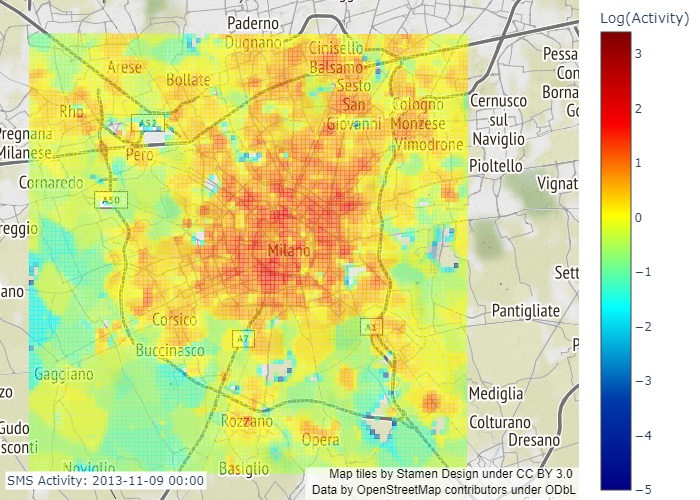 Log(Activity)
Paderno
Dugnano
Cinisello
Balsamo
Arese
Bollate
Sesto
San
Giovanni
Rho
Cologno
Monzese
Vimodrone
Cernusco
sul
Naviglio
Pioltello
Pessa
Con
Borna
Go
A52
Pregnana
Milanese
Pero
Cornaredo
A50
Vignat
reggio
Milano
Sett
ano
Pantigliate
Corsico
A7
A1
Buccinasco
Gaggiano
P
zo
Mediglia
Rozzano
Opera
Colturano
Dresano
Gudo
sconti
Noviglio
Basiglio
SMS Activity: 2013-11-09 00:00
Map tiles by Stamen Design under CC BY 3.0
Data by OpenStreetMap contributors under ODbL
3
2
1
0
−1
−2
−3
−4
−5